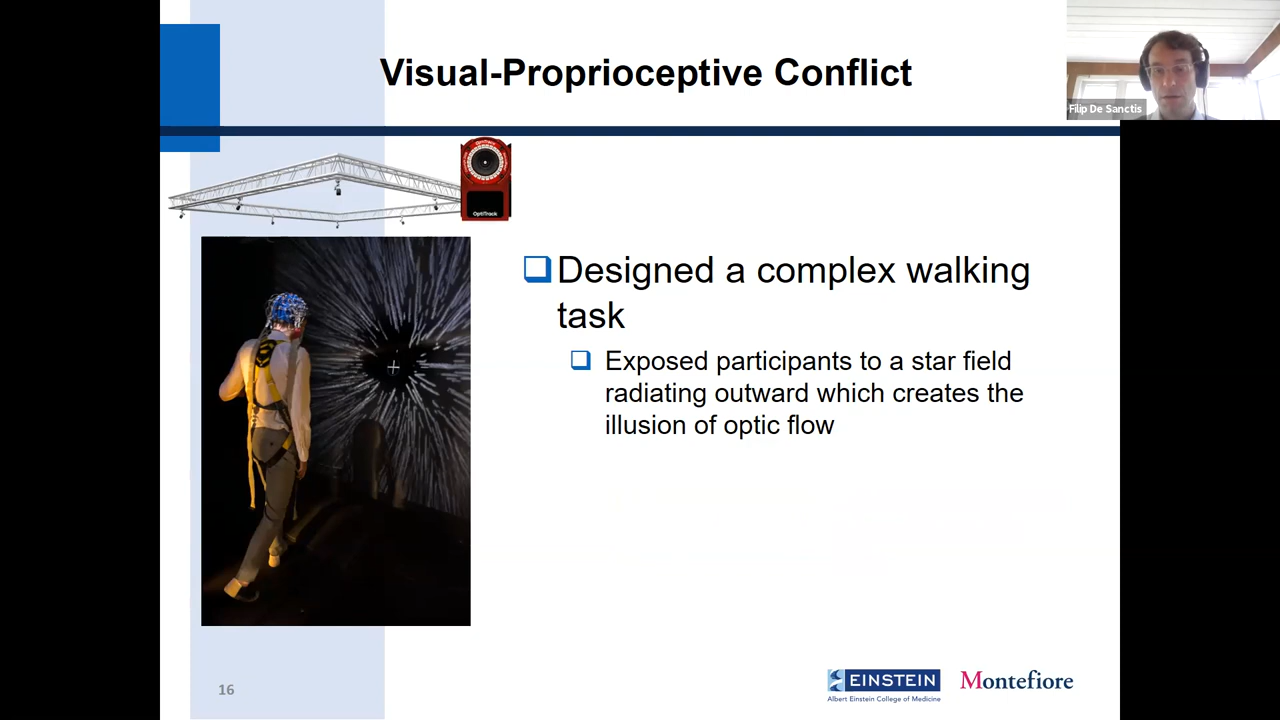 Visual-Proprioceptive Conflict
Filip De Sanctis
OptiTrack
Designed a complex walking
task
Exposed participants to a star field
radiating outward which creates the
illusion of optic flow
16
EINSTEIN
Albert Einstein College of Medicine
Montefiore